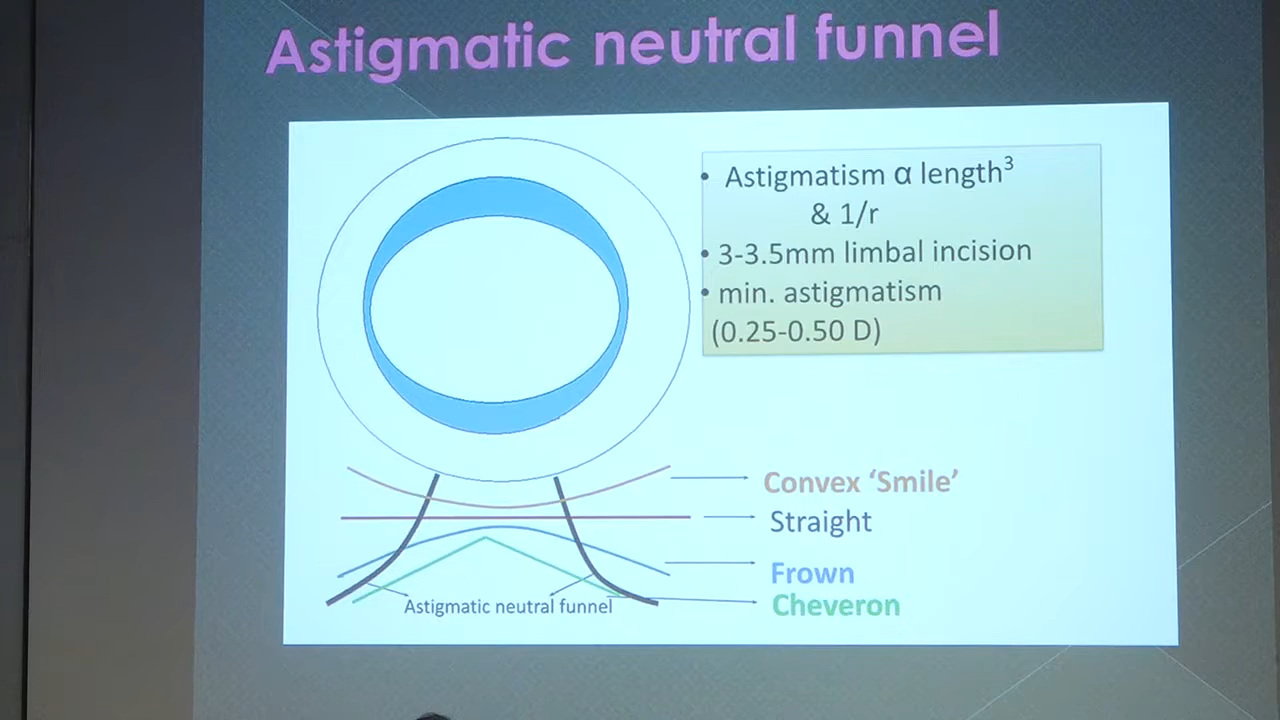 Astigmatic neutral funnel
• Astigmatism α length³
& 1/r
• 3-3.5mm limbal incision
• min. astigmatism
(0.25-0.50 D)
Convex ‘Smile’
Straight
Frown
Cheveron
Astigmatic neutral funnel